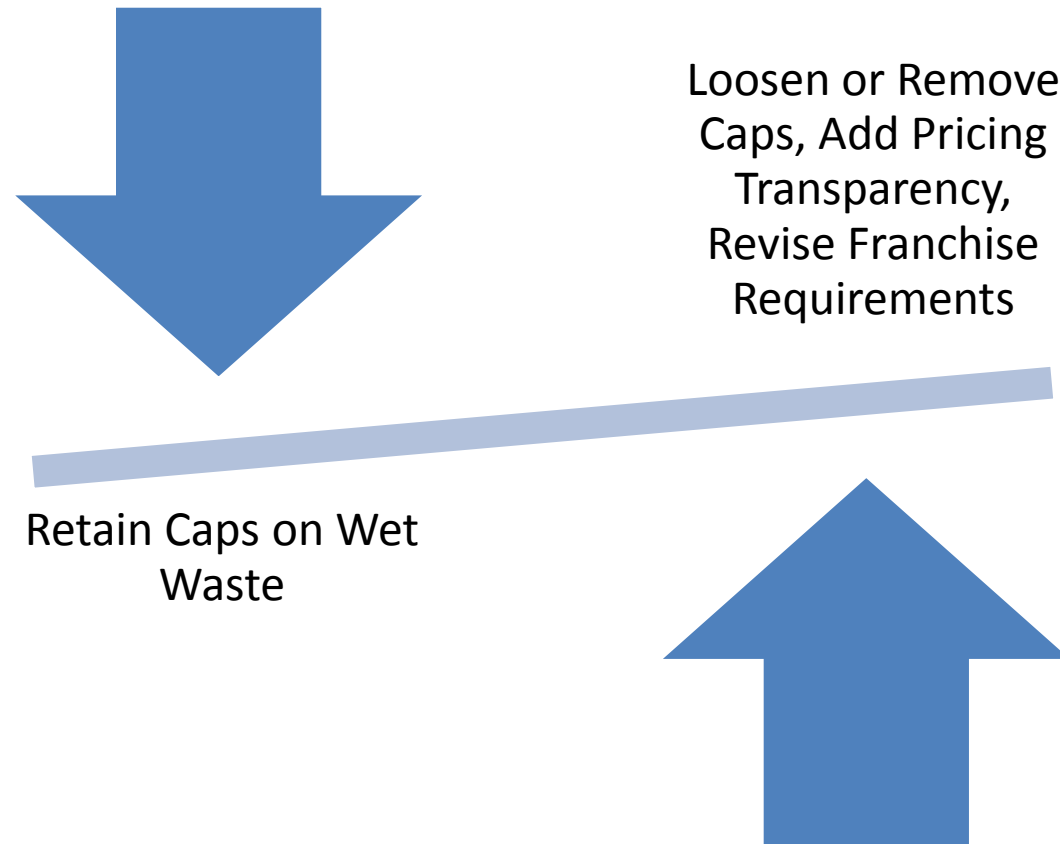 Loosen or Remove
Caps, Add Pricing
Transparency,
Revise Franchise
Requirements
Retain Caps on Wet
Waste